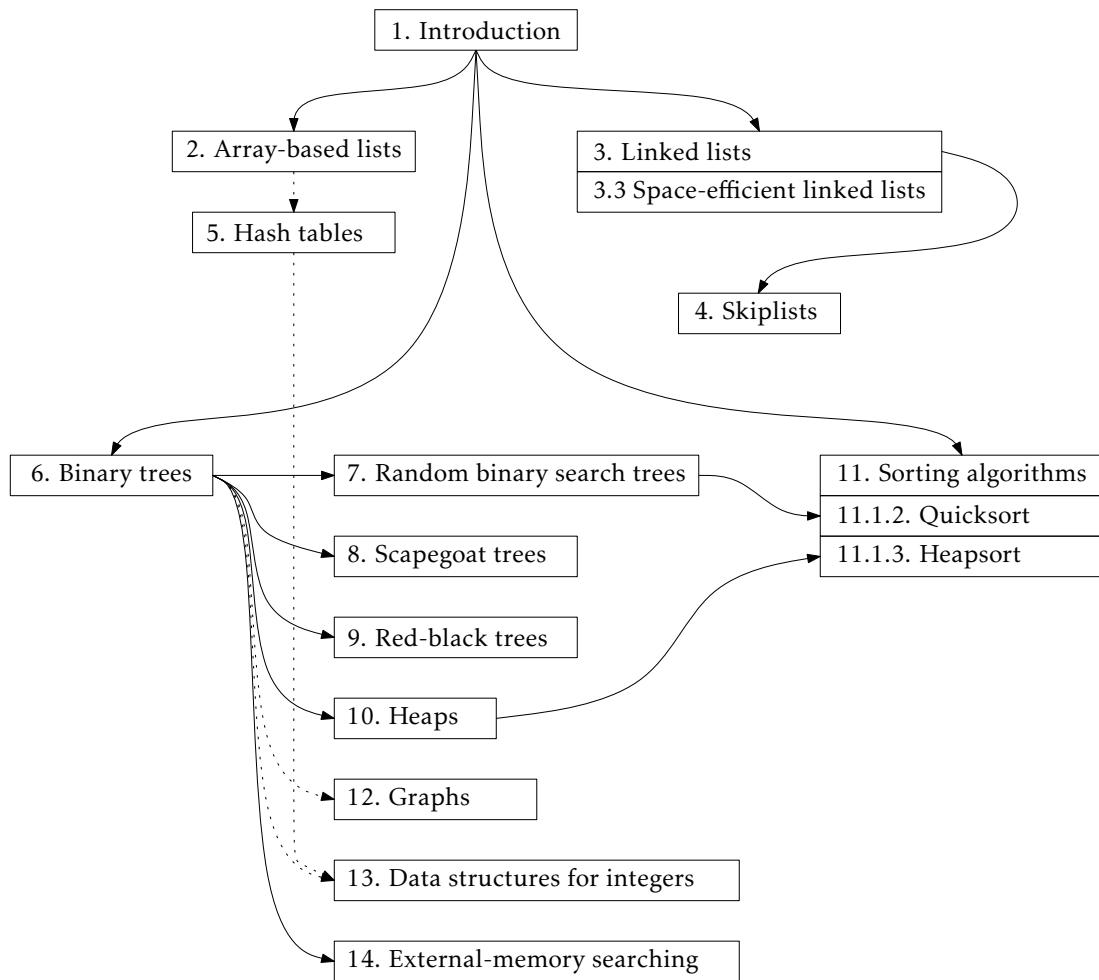 1. Introduction
2. Array-based lists
3. Linked lists
3.3 Space-efficient linked lists
5. Hash tables
4. Skiplists
6. Binary trees
7. Random binary search trees
11. Sorting algorithms
11.1.2. Quicksort
11.1.3. Heapsort
8. Scapegoat trees
9. Red-black trees
10. Heaps
12. Graphs
13. Data structures for integers
14. External-memory searching